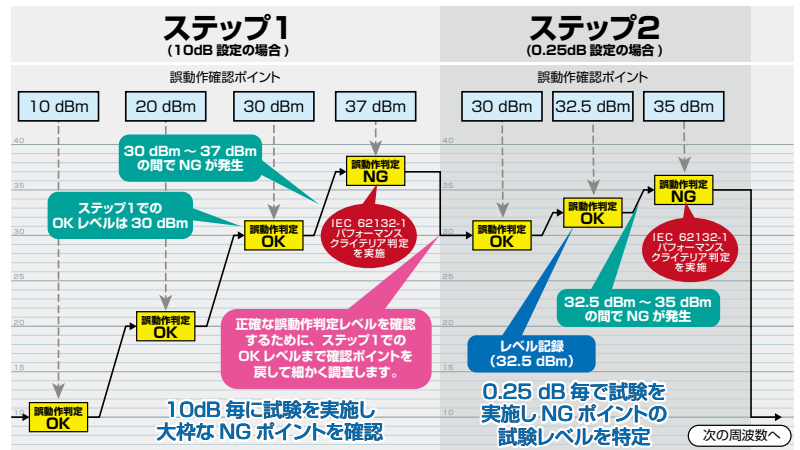 ステップ1
(10dB 設定の場合)
ステップ2
(0.25dB 設定の場合)
誤動作確認ポイント
誤動作確認ポイント
10 dBm
20 dBm
30 dBm
37 dBm
30 dBm
32.5 dBm
35 dBm
40
35
30
25
20
15
10
40
35
30
25
20
15
10
30 dBm ～ 37 dBm
の間で NG が発生
ステップ1での
OK レベルは 30 dBm
誤動作判定
OK
誤動作判定
OK
誤動作判定
OK
誤動作判定
NG
IEC 62132-1
パフォーマンス
クライテリア判定
を実施
正確な誤動作判定レベルを確認
するために、ステップ1での
OK レベルまで確認ポイントを
戻して細かく調査します。
10dB 毎に試験を実施し
大枠な NG ポイントを確認
誤動作判定
OK
誤動作判定
OK
誤動作判定
NG
IEC 62132-1
パフォーマンス
クライテリア判定
を実施
32.5 dBm ～ 35 dBm
の間で NG が発生
レベル記録
(32.5 dBm)
0.25 dB 毎で試験を
実施し NG ポイントの
試験レベルを特定
次の周波数へ